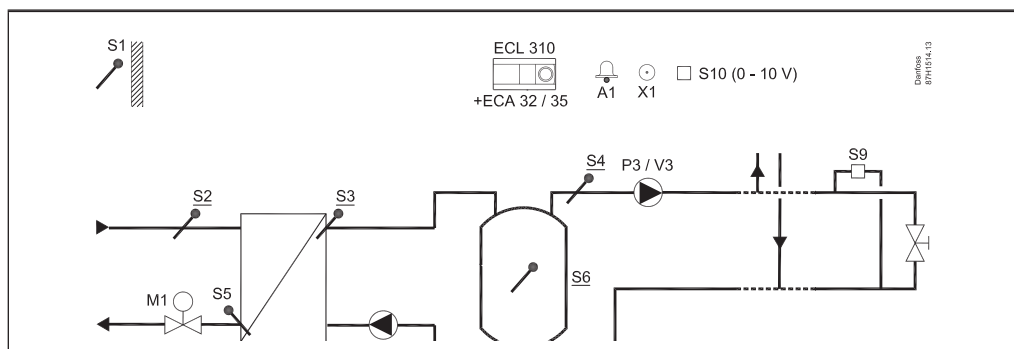 S1
ECL 310
+ECA 32 / 35
A1
X1
S10 (0 - 10 V)
Danfoss
87H1514.13
S2
S3
S4
P3 / V3
S9
S6
M1
S5